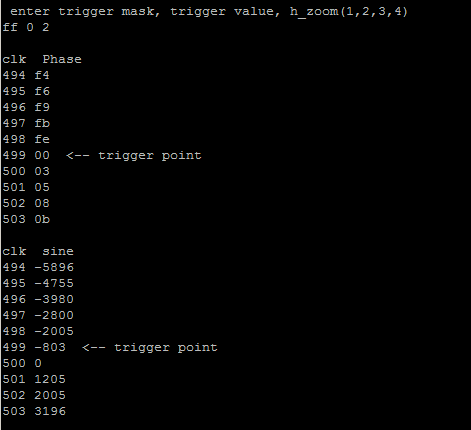 enter trigger mask, trigger value, h_zoom(1,2,3,4)
ff 0 2
clk  Phase
494 f4
495 f6
496 f9
497 fb
498 fe
499 00  <-- trigger point
500 03
501 05
502 08
503 0b
clk  sine
494 -5896
495 -4755
496 -3980
497 -2800
498 -2005
499 -803  <-- trigger point
500 0
501 1205
502 2005
503 3196